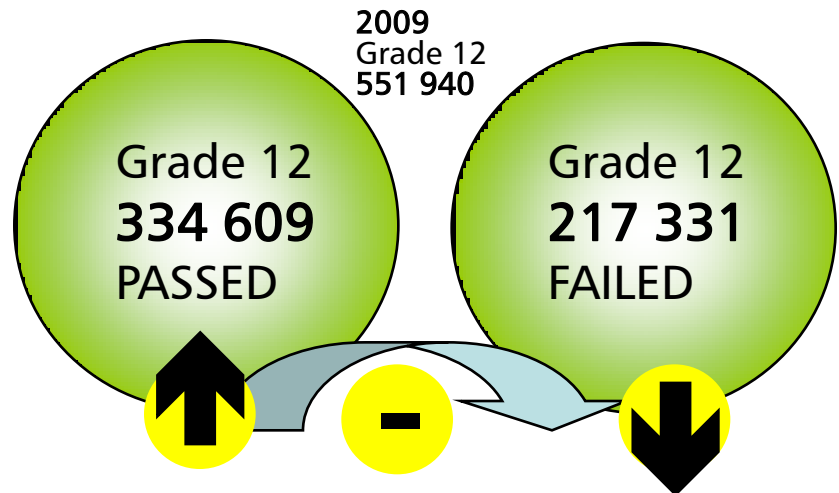 2009
Grade 12
551 940
Grade 12
334 609
PASSED
Grade 12
217 331
FAILED
-